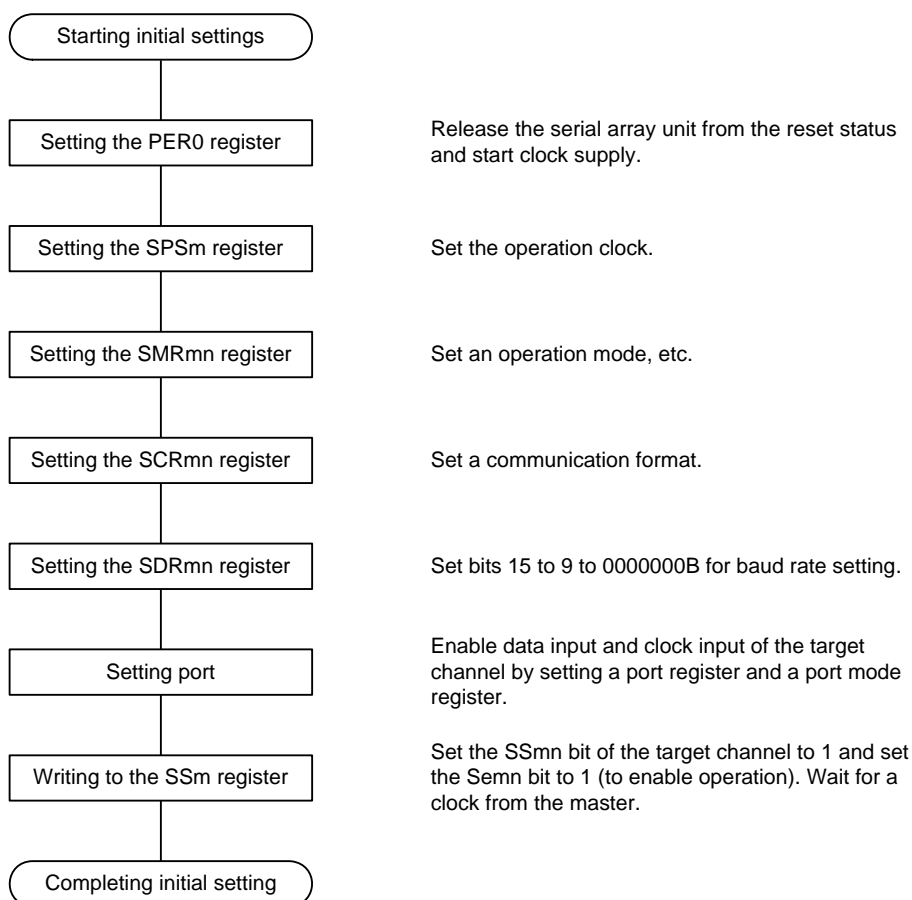 Starting initial settings
Setting the PER0 register
Release the serial array unit from the reset status
and start clock supply.
Setting the SPSm register
Set the operation clock.
Setting the SMRmn register
Set an operation mode, etc.
Setting the SCRmn register
Set a communication format.
Setting the SDRmn register
Set bits 15 to 9 to 0000000B for baud rate setting.
Setting port
Enable data input and clock input of the target
channel by setting a port register and a port mode
register.
Writing to the SSm register
Set the SSmn bit of the target channel to 1 and set
the Semn bit to 1 (to enable operation). Wait for a
clock from the master.
Completing initial setting